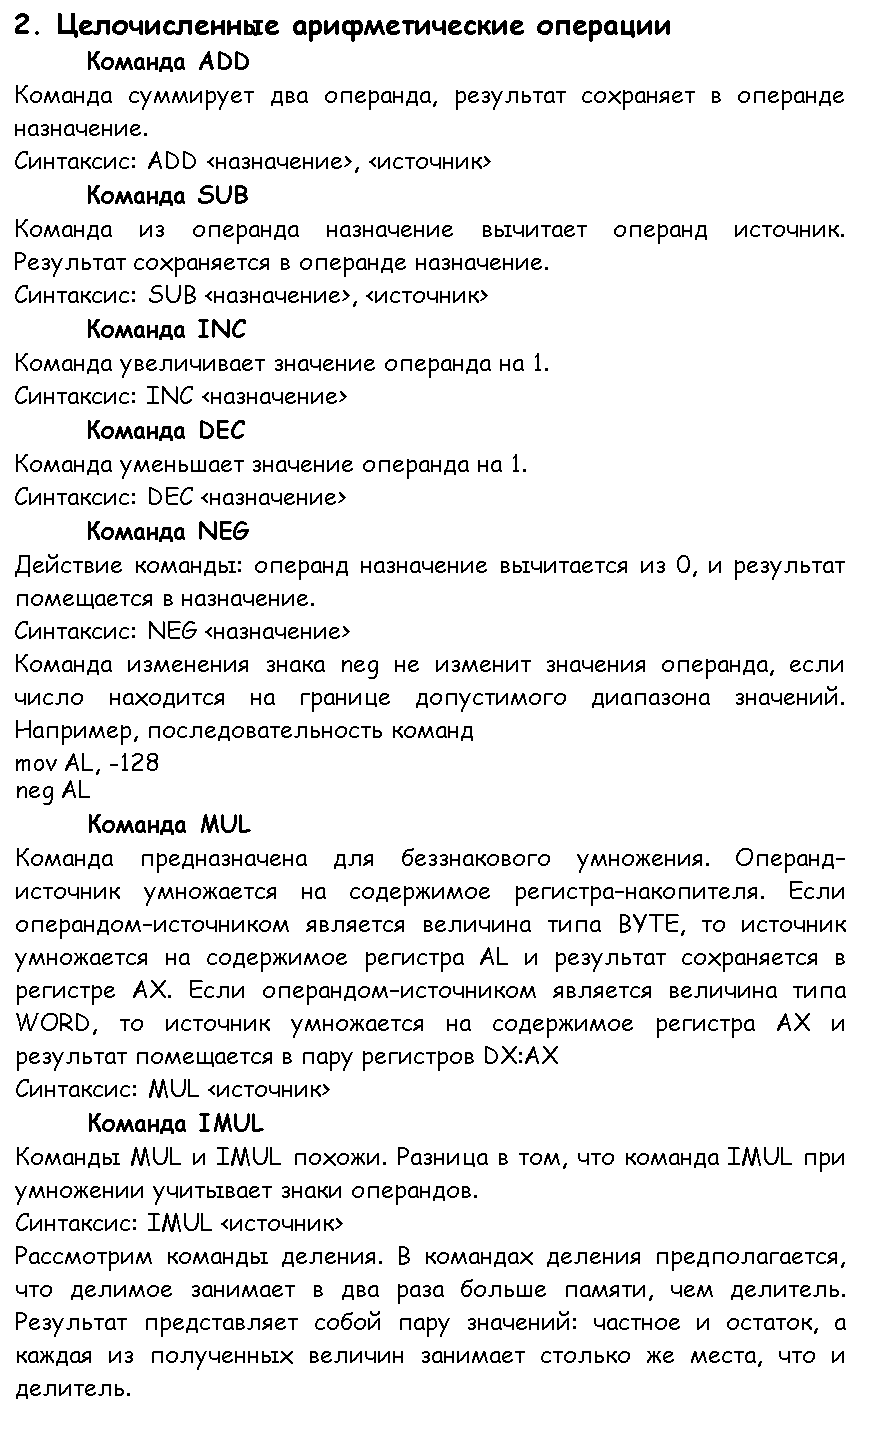 2. Целочисленные арифметические операции
Команда ADD
Команда суммирует два операнда, результат сохраняет в операнде
назначение.
Синтаксис: ADD <назначение>, <источник>
Команда SUB
Команда из операнда назначение вычитает операнд источник.
Результат сохраняется в операнде назначение.
Синтаксис: SUB <назначение>, <источник>
Команда INC
Команда увеличивает значение операнда на 1.
Синтаксис: INC <назначение>
Команда DEC
Команда уменьшает значение операнда на 1.
Синтаксис: DEC <назначение>
Команда NEG
Действие команды: операнд назначение вычитается из 0, и результат
помещается в назначение.
Синтаксис: NEG <назначение>
Команда изменения знака neg не изменит значения операнда, если
число находится на границе допустимого диапазона значений.
Например, последовательность команд
mov AL, -128
neg AL
Команда MUL
Команда предназначена для беззнакового умножения. Операнд–
источник умножается на содержимое регистра–накопителя. Если
операндом–источником является величина типа BYTE, то источник
умножается на содержимое регистра AL и результат сохраняется в
регистре AX. Если операндом–источником является величина типа
WORD, то источник умножается на содержимое регистра AX и
результат помещается в пару регистров DX:AX
Синтаксис: MUL <источник>
Команда IMUL
Команды MUL и IMUL похожи. Разница в том, что команда IMUL при
умножении учитывает знаки операндов.
Синтаксис: IMUL <источник>
Рассмотрим команды деления. В командах деления предполагается,
что делимое занимает в два раза больше памяти, чем делитель.
Результат представляет собой пару значений: частное и остаток, а
каждая из полученных величин занимает столько же места, что и
делитель.